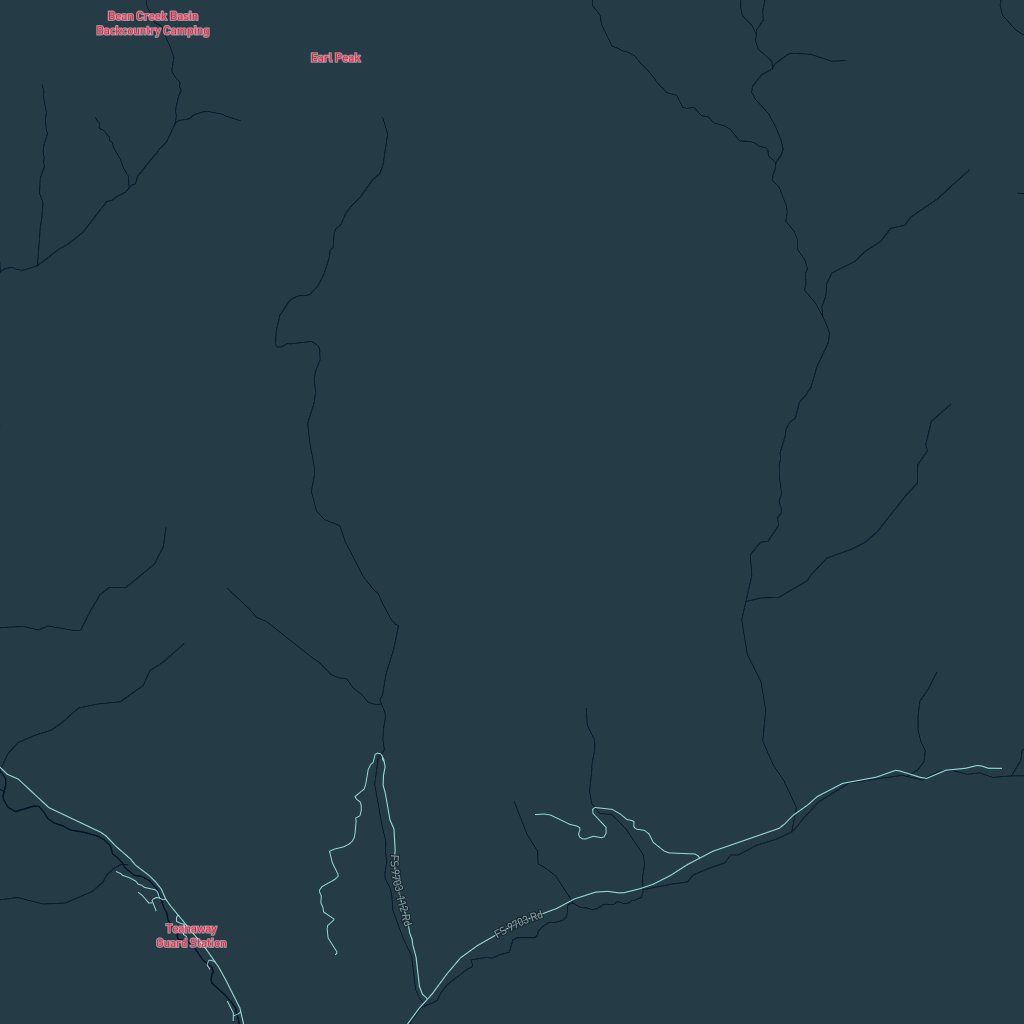 Bean Creek Basin
Backcountry Camping
Earl Peak
FS 9703-112 Rd
FS 9703 Rd
Teanaway
Guard Station